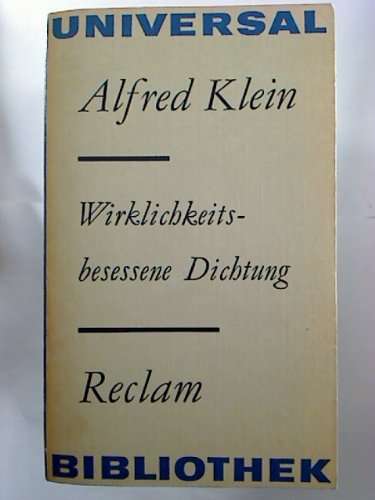 UNIVERSAL
Alfred Klein
Wirklichkeits-
besessene Dichtung
Reclam
BIBLIOTHEK